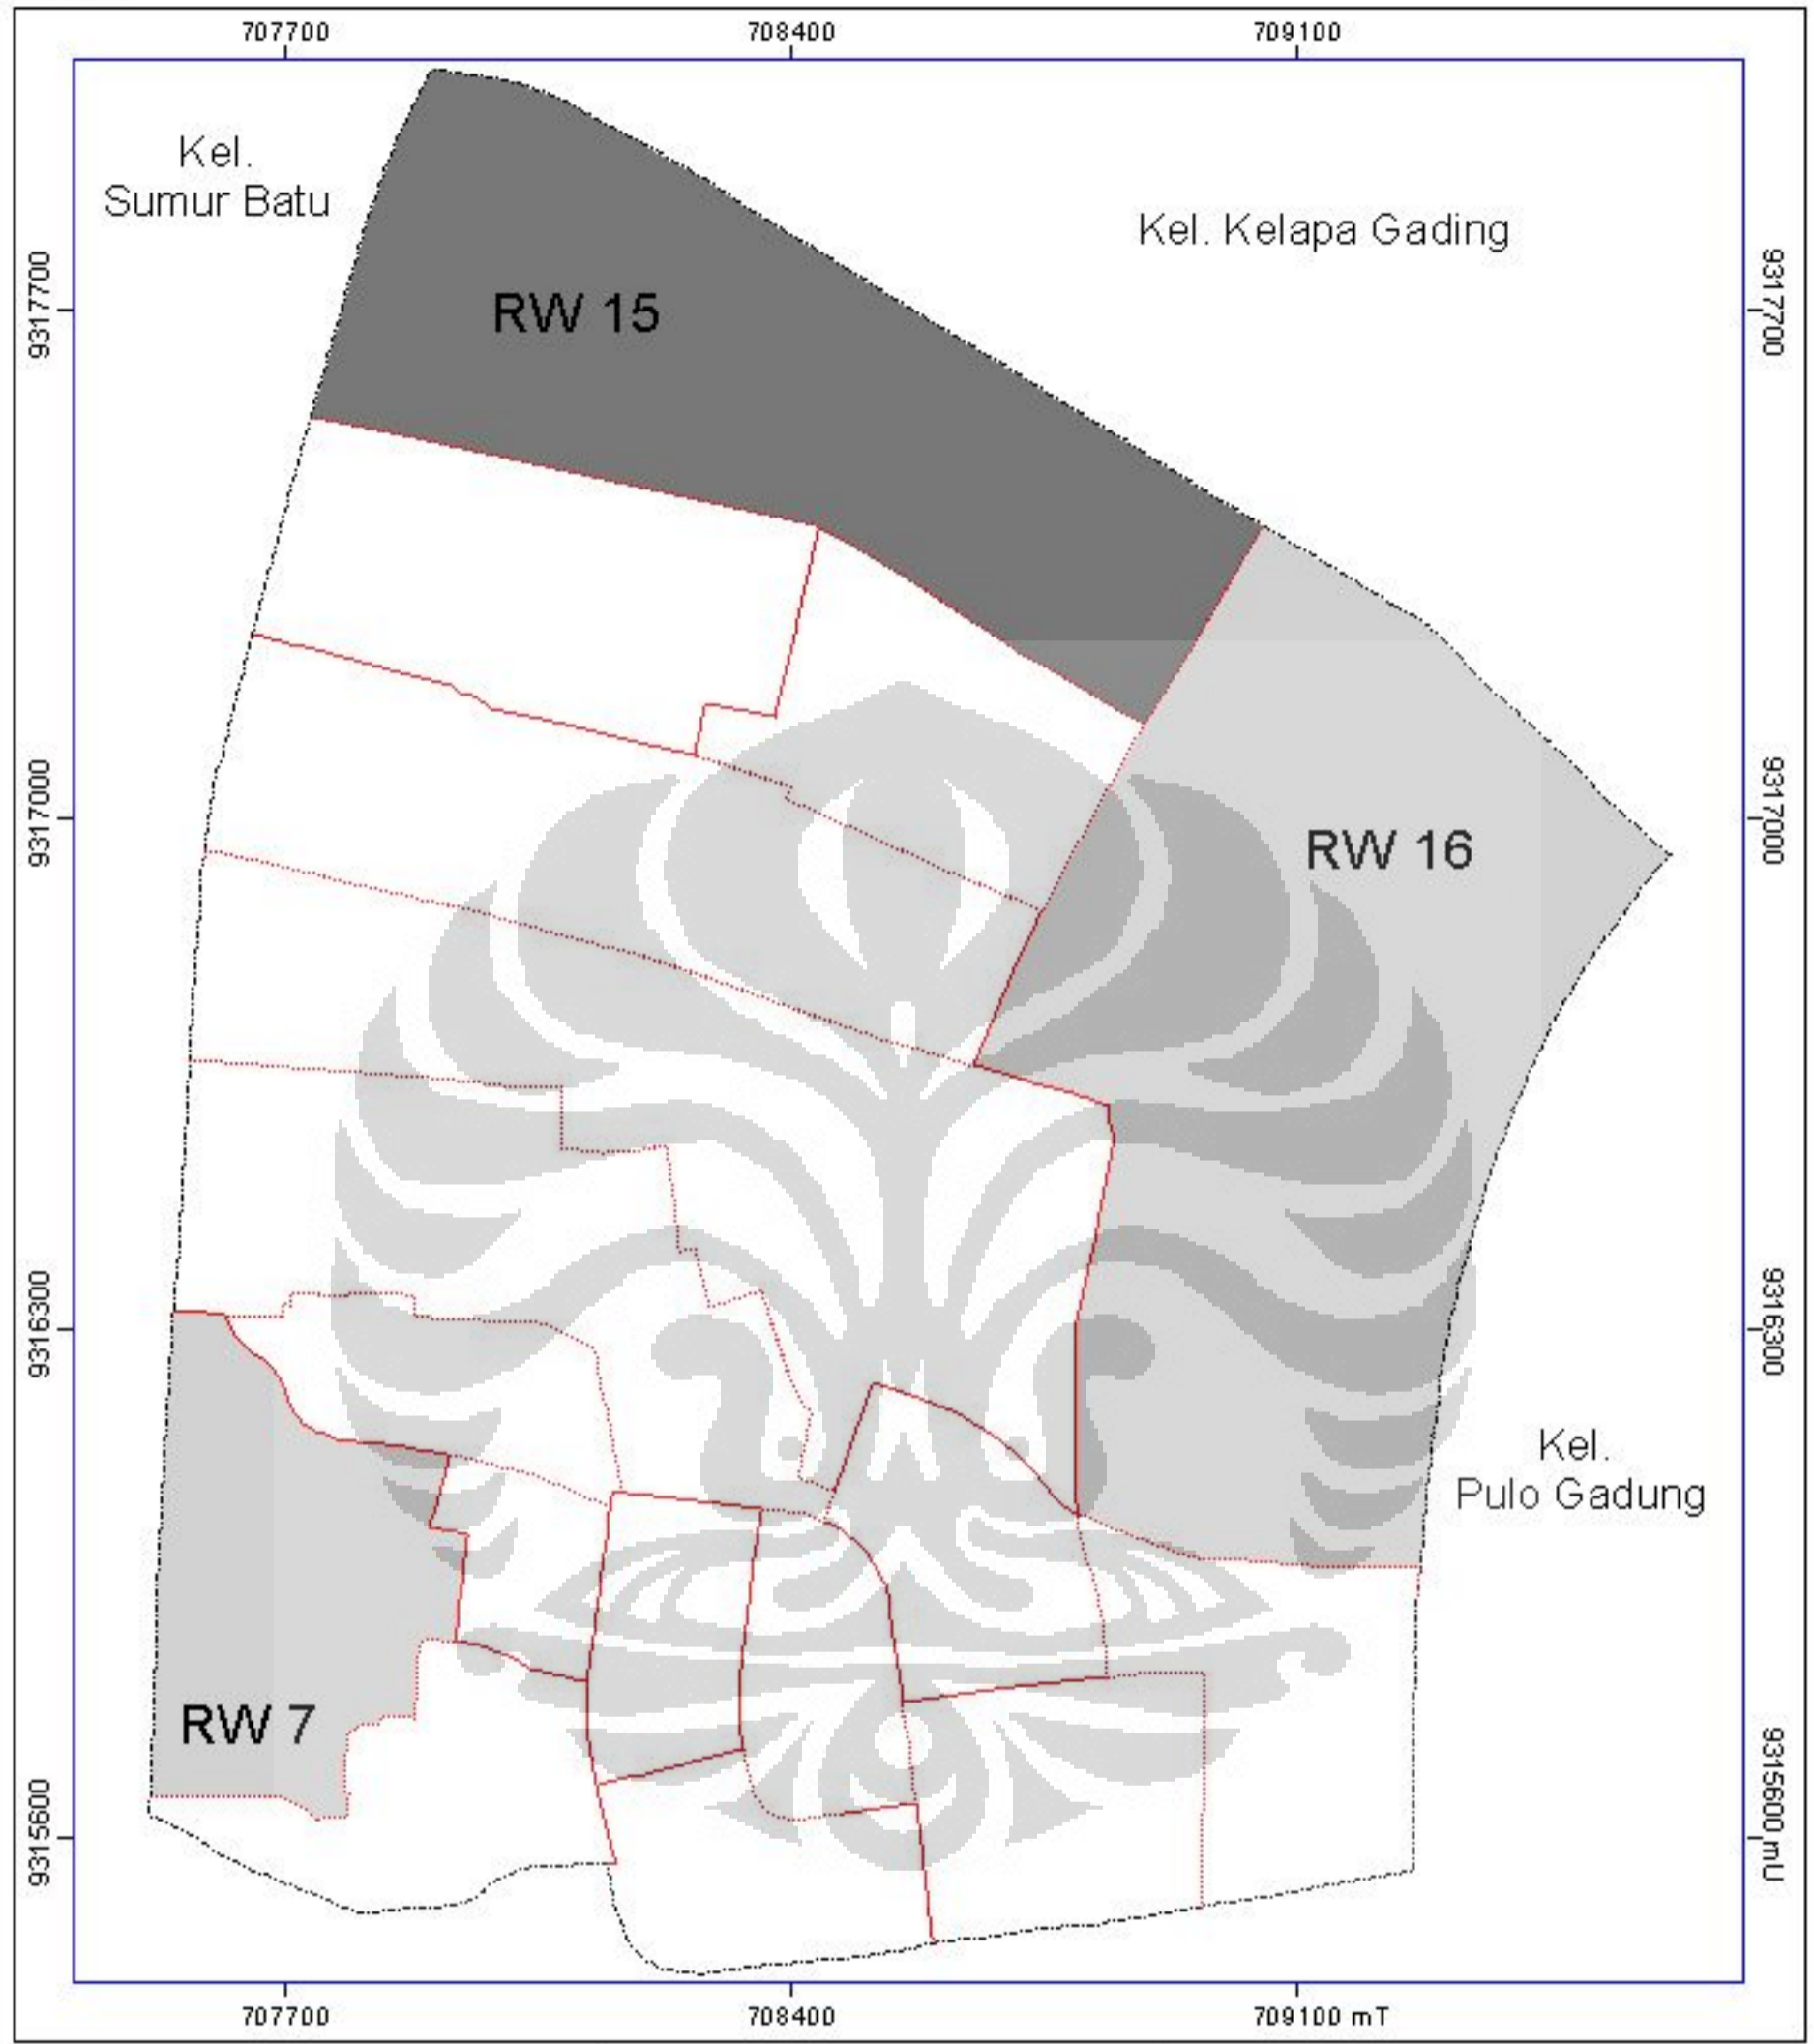 707700 708400 709100
Kel.
Sumur Batu
Kel. Kelapa Gading
9317700 9317700
RW 15
9317000 9317000
RW 16
9316300 9316300
Kel.
Pulo Gadung
RW 7
9315600 9315600 mU
707700 708400 709100 mT